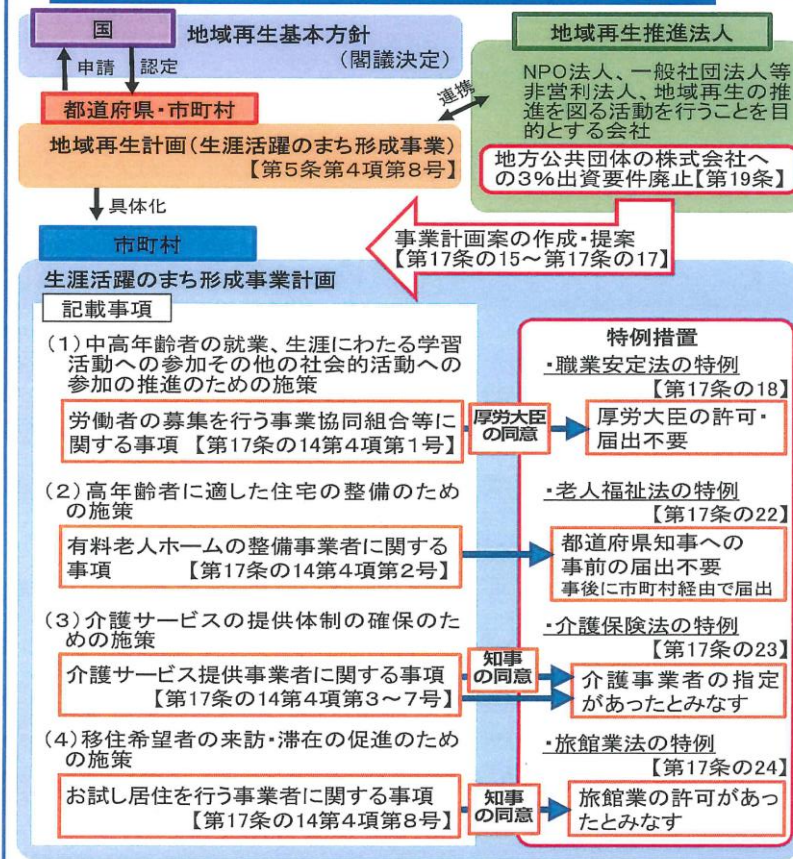 国
地域再生基本方針
(閣議決定)
申請
認定
都道府県・市町村
地域再生計画(生涯活躍のまち形成事業)
【第5条第4項第8号】
地域再生推進法人
NPO法人、一般社団法人等
非営利法人、地域再生の推
進を図る活動を行うことを目
的とする会社
地方公共団体の株式会社へ
の3%出資要件廃止【第19条】
連携
具体化
市町村
事業計画案の作成・提案
【第17条の15~第17条の17】
生涯活躍のまち形成事業計画
記載事項
(1)中高年齢者の就業、生涯にわたる学習
活動への参加その他の社会的活動への
参加の推進のための施策
労働者の募集を行う事業協同組合等に
関する事項 【第17条の14第4項第1号】
厚労大臣
の同意
(2)高年齢者に適した住宅の整備のため
の施策
有料老人ホームの整備事業者に関する
事項 【第17条の14第4項第2号】
(3)介護サービスの提供体制の確保のた
めの施策
介護サービス提供事業者に関する事項
【第17条の14第4項第3~7号】
知事
の同意
(4)移住希望者の来訪・滞在の促進のため
の施策
お試し居住を行う事業者に関する事項
【第17条の14第4項第8号】
知事
の同意
特例措置
・職業安定法の特例
【第17条の18】
厚労大臣の許可・
届出不要
・老人福祉法の特例
【第17条の22】
都道府県知事への
事前の届出不要
事後に市町村経由で届出
・介護保険法の特例
【第17条の23】
介護事業者の指定
があったとみなす
・旅館業法の特例
【第17条の24】
旅館業の許可があっ
たとみなす